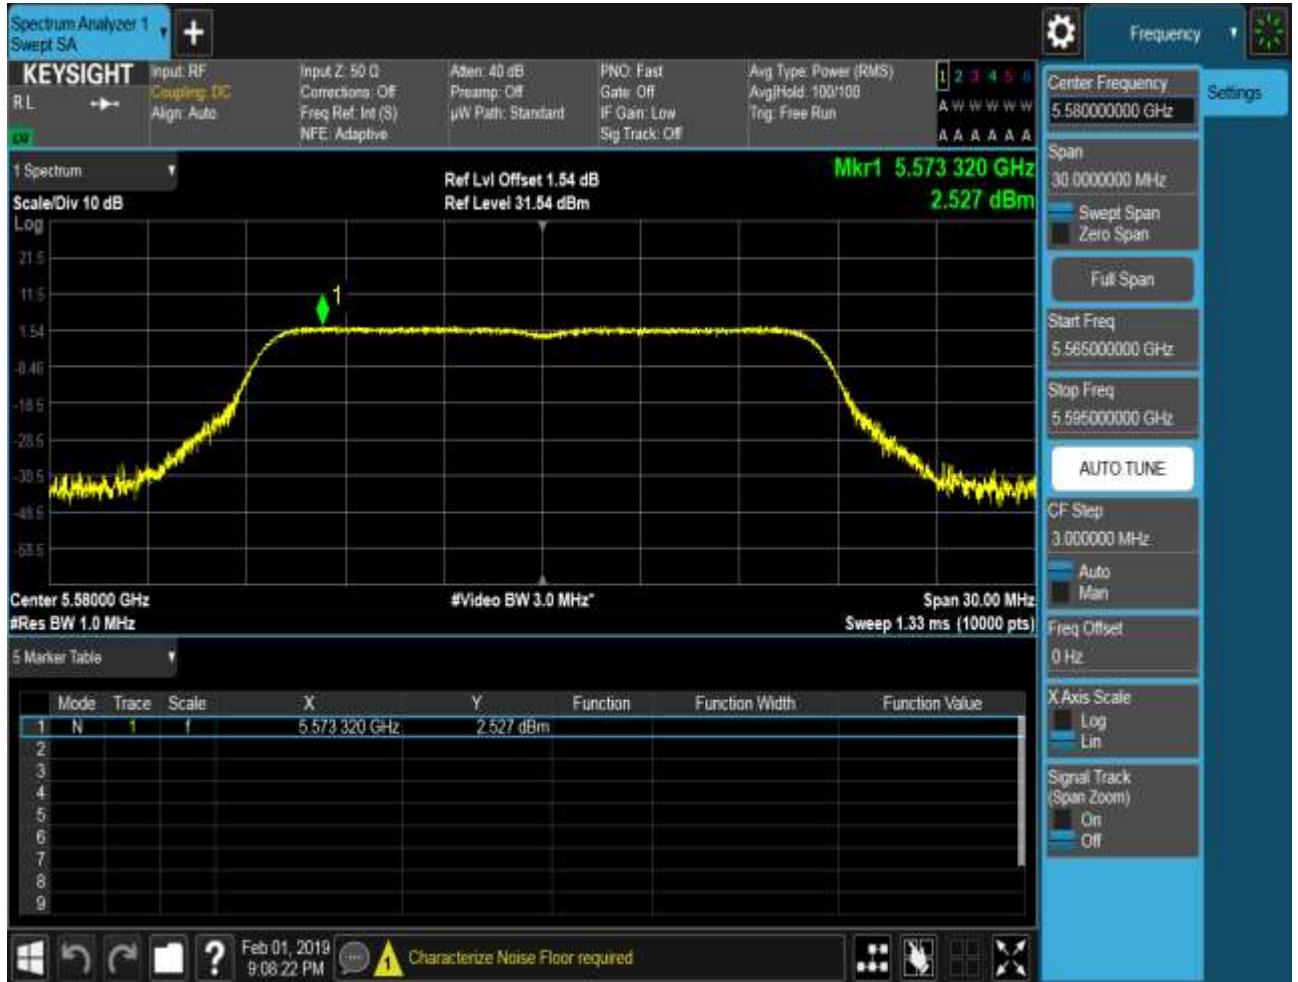 Spectrum Analyzer 1
Swept SA
+
Frequency
KEYSIGHT
RL
Input: RF
Coupling: DC
Align: Auto
Input Z: 50 Ω
Corrections: Off
Freq Ref: Int (S)
NFE: Adaptive
Atten: 40 dB
Preamp: Off
µW Path: Standard
PNO: Fast
Gate: Off
IF Gain: Low
Sig Track: Off
Avg Type: Power (RMS)
Avg|Hold: 100/100
Trig: Free Run
1 2 3 4 5 6
A W W W W W
A A A A A A
1 Spectrum
Scale/Div 10 dB
Ref Lvl Offset 1.54 dB
Ref Level 31.54 dBm
Mkr1 5.573 320 GHz
2.527 dBm
Log
21.5
11.5
1.54
-8.46
-18.5
-28.5
-38.5
-48.5
-58.5
1
Center 5.58000 GHz
#Res BW 1.0 MHz
#Video BW 3.0 MHz*
Span 30.00 MHz
Sweep 1.33 ms (10000 pts)
5 Marker Table
Mode Trace Scale X Y Function Function Width Function Value
1 N 1 f 5.573 320 GHz 2.527 dBm
2
3
4
5
6
7
8
9
Center Frequency
5.580000000 GHz
Settings
Span
30.0000000 MHz
Swept Span
Zero Span
Full Span
Start Freq
5.565000000 GHz
Stop Freq
5.595000000 GHz
AUTO TUNE
CF Step
3.000000 MHz
Auto
Man
Freq Offset
0 Hz
X Axis Scale
Log
Lin
Signal Track
(Span Zoom)
On
Off
?
Feb 01, 2019
9:08:22 PM
1
Characterize Noise Floor required